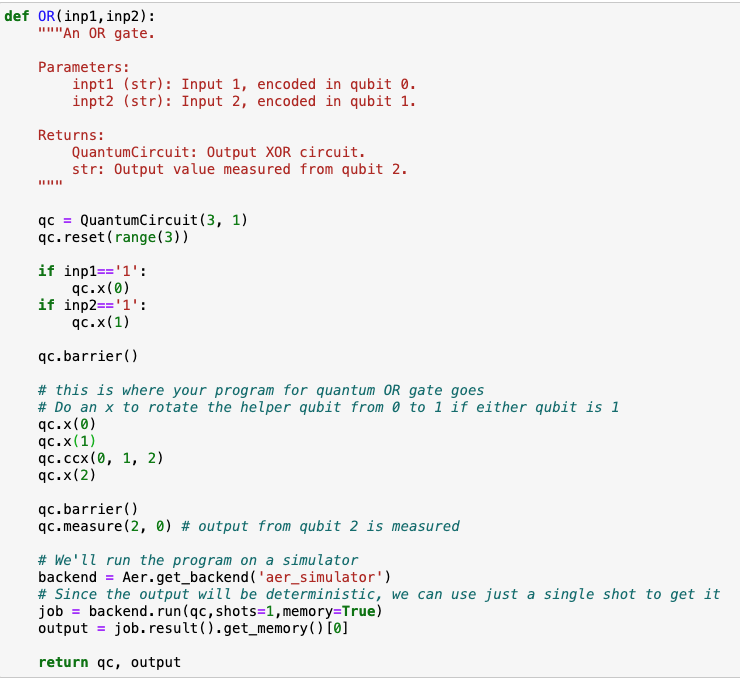 def OR(inp1,inp2):
    """An OR gate.

    Parameters:
        inpt1 (str): Input 1, encoded in qubit 0.
        inpt2 (str): Input 2, encoded in qubit 1.

    Returns:
        QuantumCircuit: Output XOR circuit.
        str: Output value measured from qubit 2.
    """

    qc = QuantumCircuit(3, 1)
    qc.reset(range(3))

    if inp1=='1':
        qc.x(0)
    if inp2=='1':
        qc.x(1)

    qc.barrier()

    # this is where your program for quantum OR gate goes
    # Do an x to rotate the helper qubit from 0 to 1 if either qubit is 1
    qc.x(0)
    qc.x(1)
    qc.ccx(0, 1, 2)
    qc.x(2)

    qc.barrier()
    qc.measure(2, 0) # output from qubit 2 is measured

    # We'll run the program on a simulator
    backend = Aer.get_backend('aer_simulator')
    # Since the output will be deterministic, we can use just a single shot to get it
    job = backend.run(qc,shots=1,memory=True)
    output = job.result().get_memory()[0]

    return qc, output